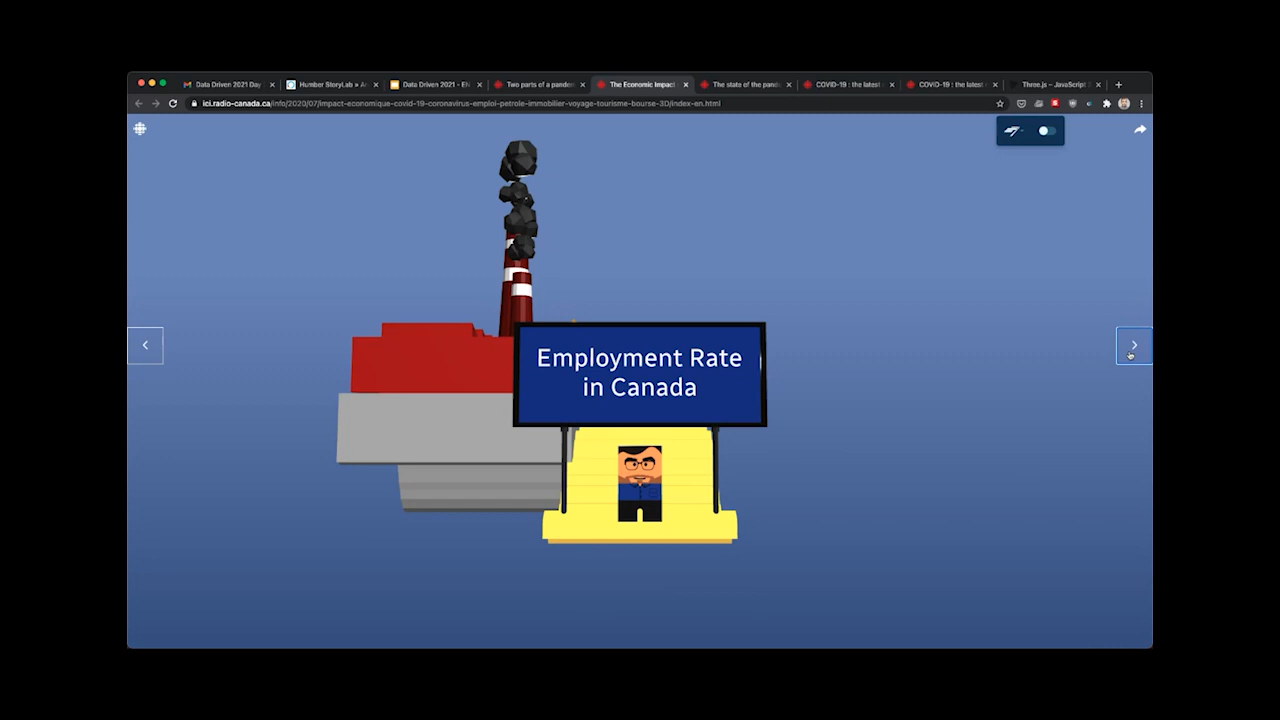 Data Driven 2021 Day
Humber StoryLab » A
Data Driven 2021 - E
Two parts of a pandem
The Economic Impact
The state of the pand
COVID-19 : the latest
COVID-19 : the latest
Three.js – JavaScript
ici.radio-canada.ca/info/2020/07/impact-economique-covid-19-coronavirus-emploi-petrole-immobilier-voyage-tourisme-bourse-3D/index-en.html
Employment Rate
in Canada